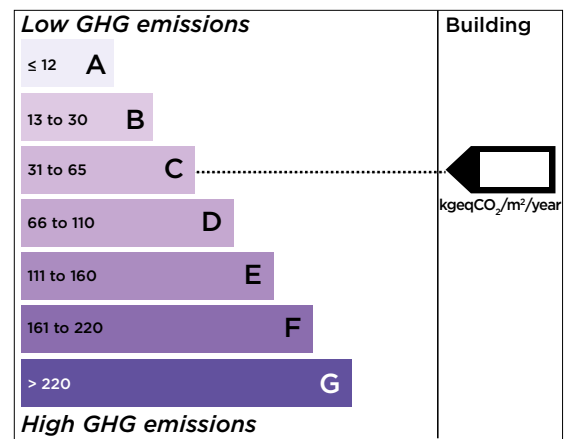 Low GHG emissions
Building
≤ 12 A
13 to 30 B
31 to 65 C
kgeqCO₂/m²/year
66 to 110 D
111 to 160 E
161 to 220 F
> 220 G
High GHG emissions